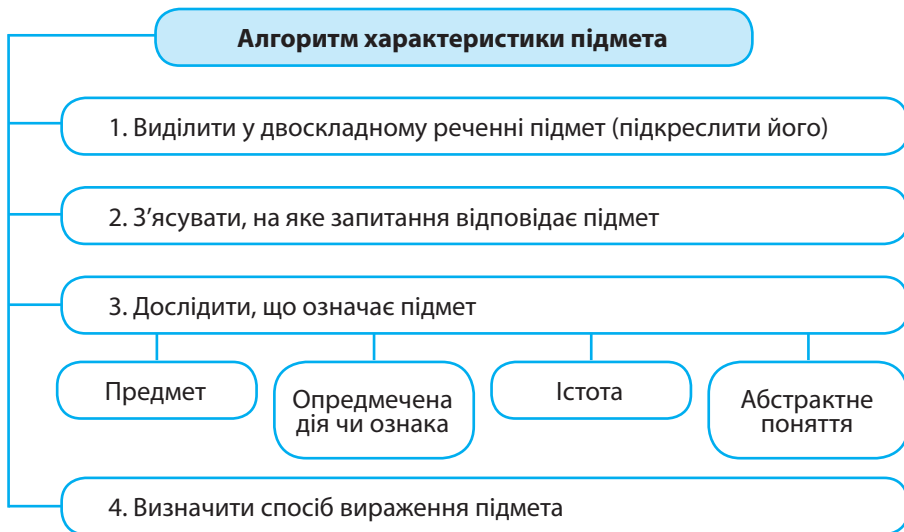 Алгоритм характеристики підмета
1. Виділити у двоскладному реченні підмет (підкреслити його)
2. З’ясувати, на яке запитання відповідає підмет
3. Дослідити, що означає підмет
Предмет
Опредмечена
дія чи ознака
Істота
Абстрактне
поняття
4. Визначити спосіб вираження підмета